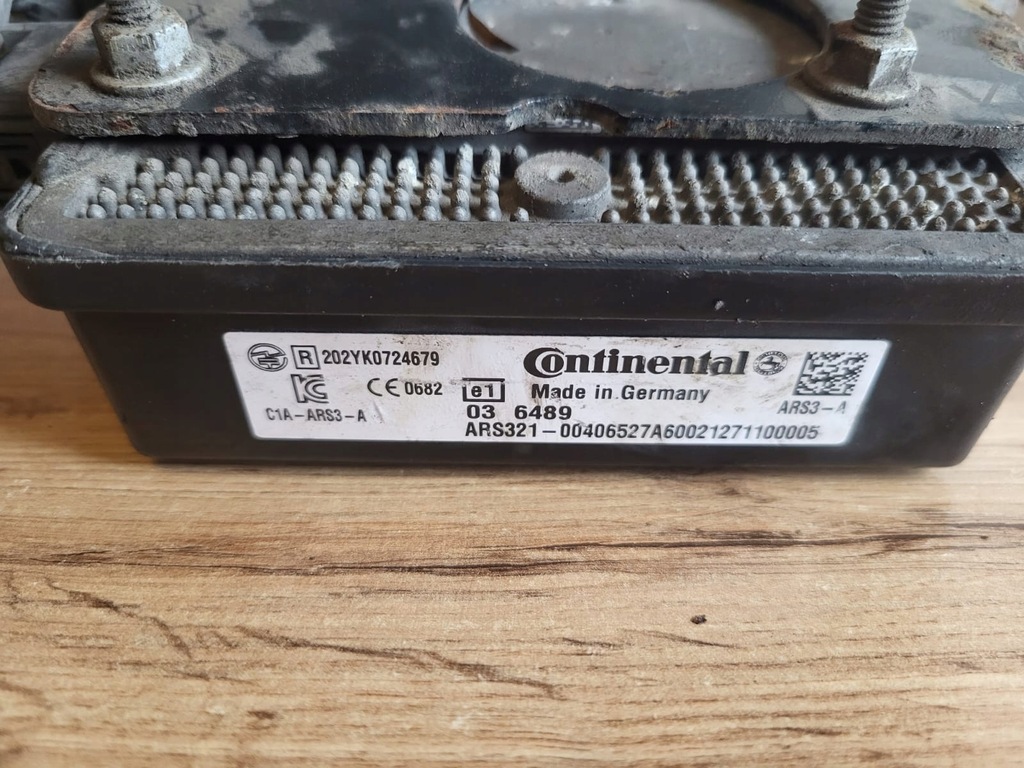 R 202YK0724679
Continental
CE 0682
e1
Made in Germany
C1A-ARS3-A
03 6489
ARS3-A
ARS321-00406527A60021271100005